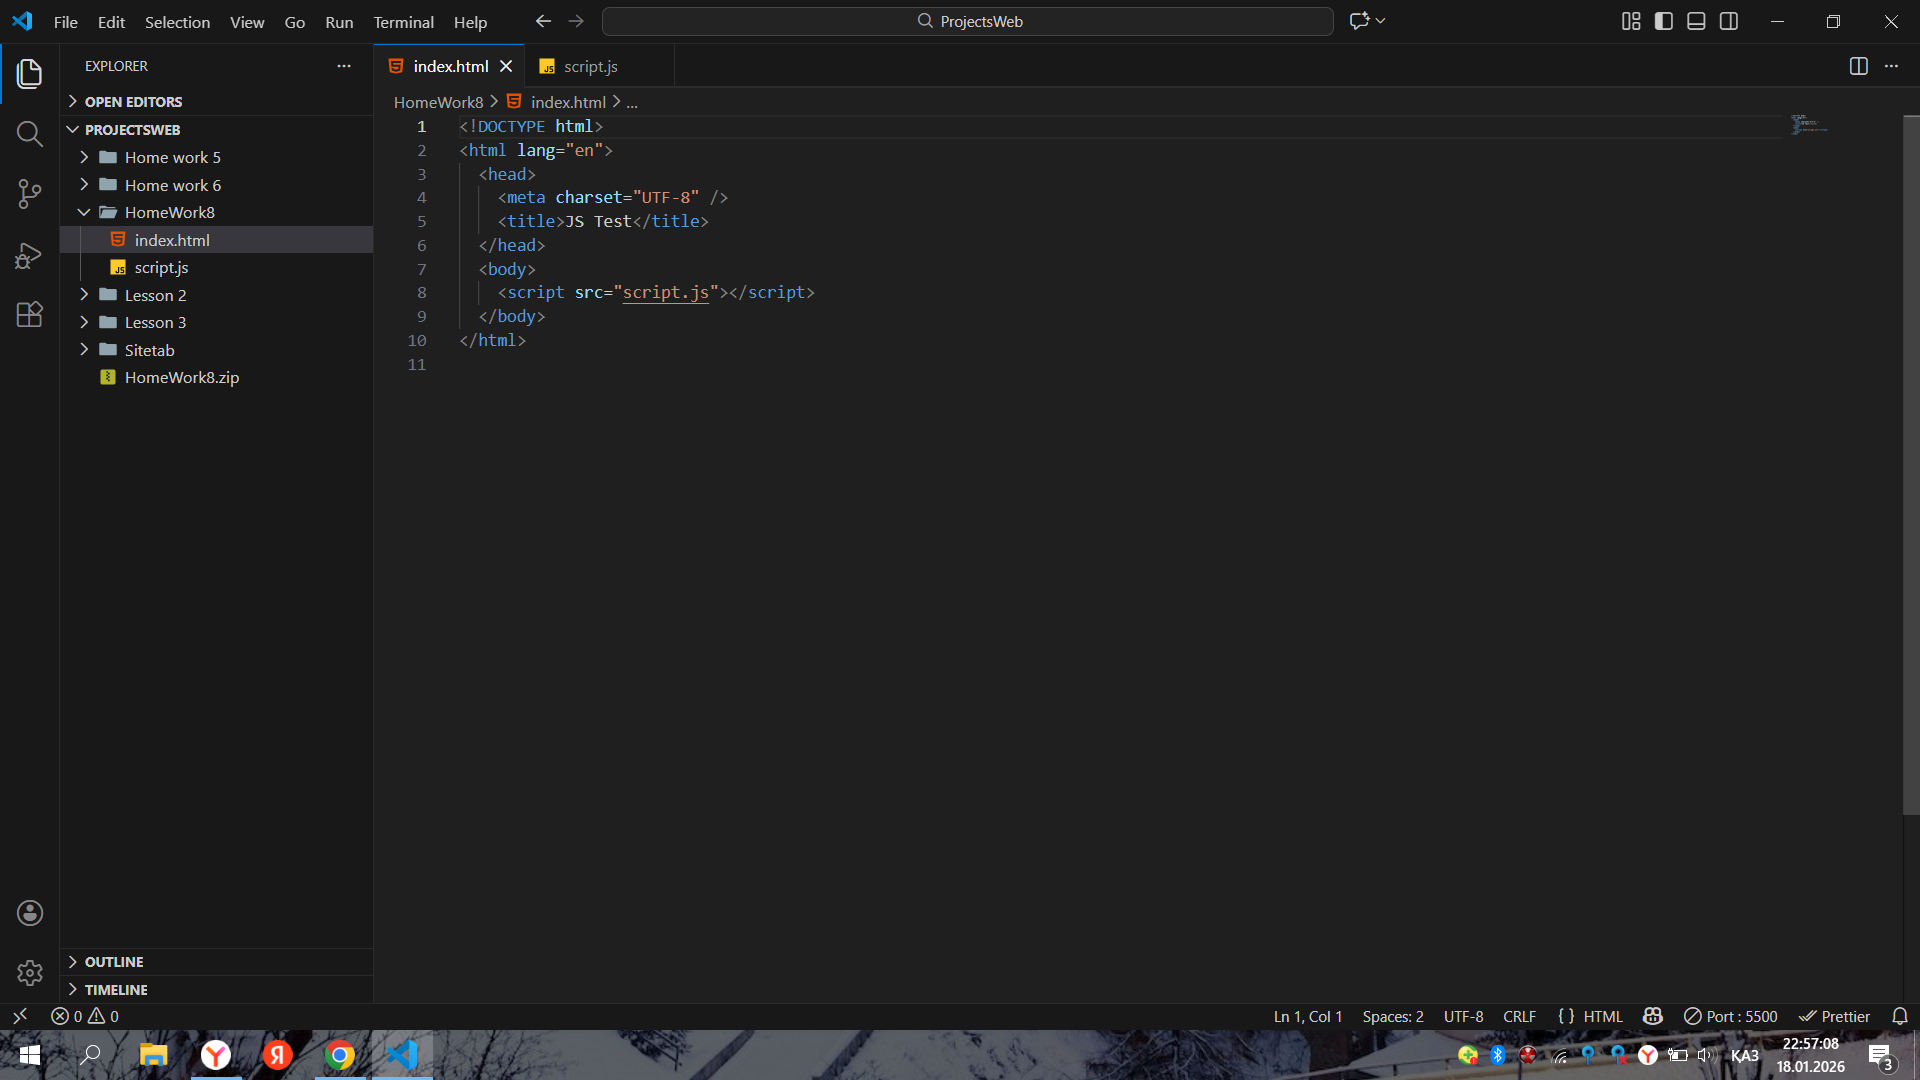 File Edit Selection View Go Run Terminal Help
ProjectsWeb
EXPLORER
OPEN EDITORS
PROJECTSWEB
Home work 5
Home work 6
HomeWork8
index.html
script.js
Lesson 2
Lesson 3
Sitetab
HomeWork8.zip
OUTLINE
TIMELINE
index.html
script.js
HomeWork8 > index.html > ...
1 <!DOCTYPE html>
2 <html lang="en">
3 <head>
4 <meta charset="UTF-8" />
5 <title>JS Test</title>
6 </head>
7 <body>
8 <script src="script.js"></script>
9 </body>
10 </html>
11
0 0
Ln 1, Col 1 Spaces: 2 UTF-8 CRLF { } HTML Port : 5500 Prettier
ҚАЗ
22:57:08
18.01.2026
3